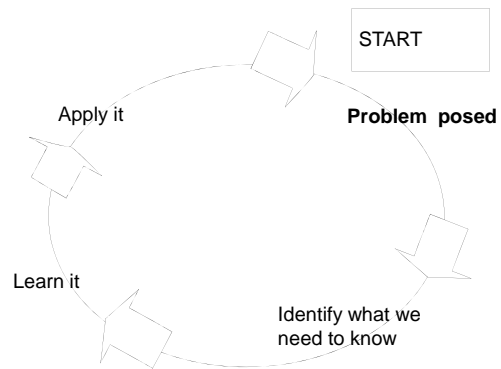 START
Problem posed
Identify what we
need to know
Learn it
Apply it